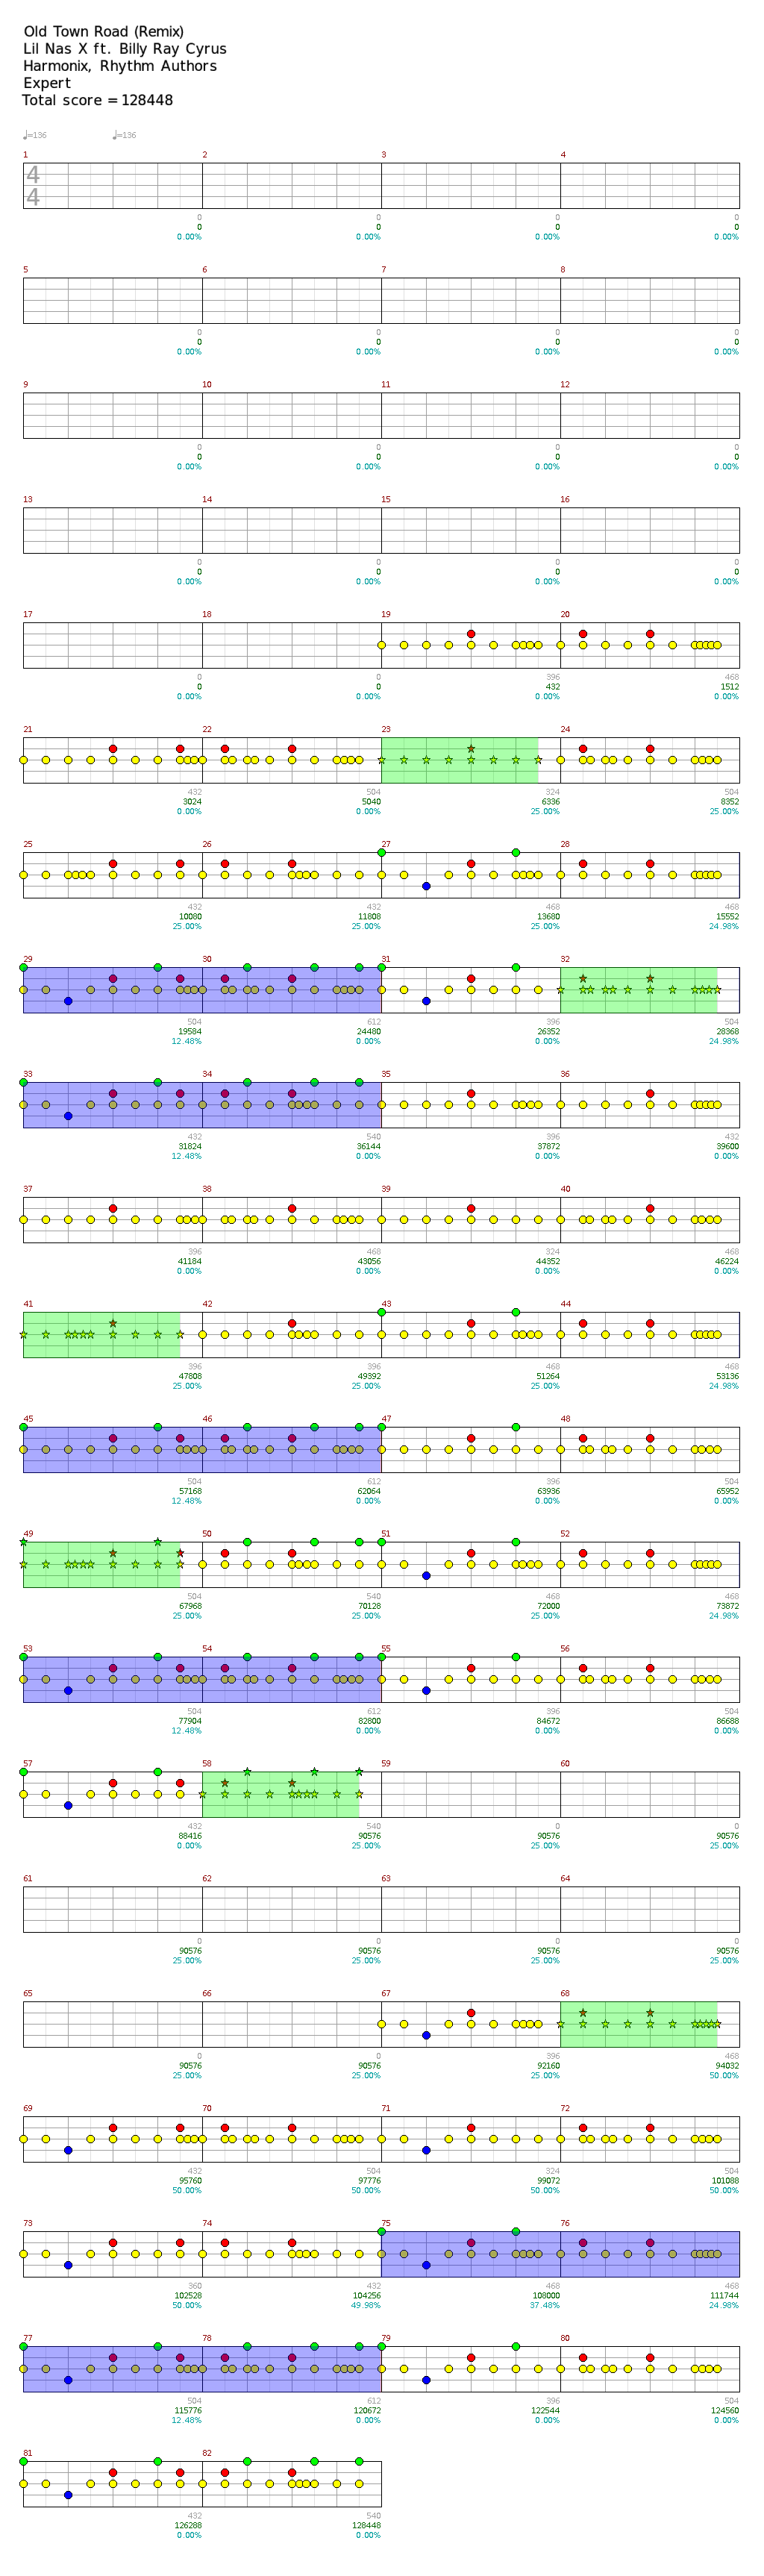 Old Town Road (Remix)
Lil Nas X ft. Billy Ray Cyrus
Harmonix, Rhythm Authors
Expert
Total score = 128448
♩=136 ♩=136
1 2 3 4
4
4
0 0 0 0
0 0 0 0
0.00% 0.00% 0.00% 0.00%
5 6 7 8
0 0 0 0
0 0 0 0
0.00% 0.00% 0.00% 0.00%
9 10 11 12
0 0 0 0
0 0 0 0
0.00% 0.00% 0.00% 0.00%
13 14 15 16
0 0 0 0
0 0 0 0
0.00% 0.00% 0.00% 0.00%
17 18 19 20
0 0 396 468
0 0 432 1512
0.00% 0.00% 0.00% 0.00%
21 22 23 24
432 504 324 504
3024 5040 6336 8352
0.00% 0.00% 25.00% 25.00%
25 26 27 28
432 432 468 468
10080 11808 13680 15552
25.00% 25.00% 25.00% 24.98%
29 30 31 32
504 612 396 504
19584 24480 26352 28368
12.48% 0.00% 0.00% 24.98%
33 34 35 36
432 540 396 432
31824 36144 37872 39600
12.48% 0.00% 0.00% 0.00%
37 38 39 40
396 468 324 468
41184 43056 44352 46224
0.00% 0.00% 0.00% 0.00%
41 42 43 44
396 396 468 468
47808 49392 51264 53136
25.00% 25.00% 25.00% 24.98%
45 46 47 48
504 612 396 504
57168 62064 63936 65952
12.48% 0.00% 0.00% 0.00%
49 50 51 52
504 540 468 468
67968 70128 72000 73872
25.00% 25.00% 25.00% 24.98%
53 54 55 56
504 612 396 504
77904 82800 84672 86688
12.48% 0.00% 0.00% 0.00%
57 58 59 60
432 540 0 0
88416 90576 90576 90576
0.00% 25.00% 25.00% 25.00%
61 62 63 64
0 0 0 0
90576 90576 90576 90576
25.00% 25.00% 25.00% 25.00%
65 66 67 68
0 0 396 468
90576 90576 92160 94032
25.00% 25.00% 25.00% 50.00%
69 70 71 72
432 504 324 504
95760 97776 99072 101088
50.00% 50.00% 50.00% 50.00%
73 74 75 76
360 432 468 468
102528 104256 108000 111744
50.00% 49.98% 37.48% 24.98%
77 78 79 80
504 612 396 504
115776 120672 122544 124560
12.48% 0.00% 0.00% 0.00%
81 82
432 540
126288 128448
0.00% 0.00%